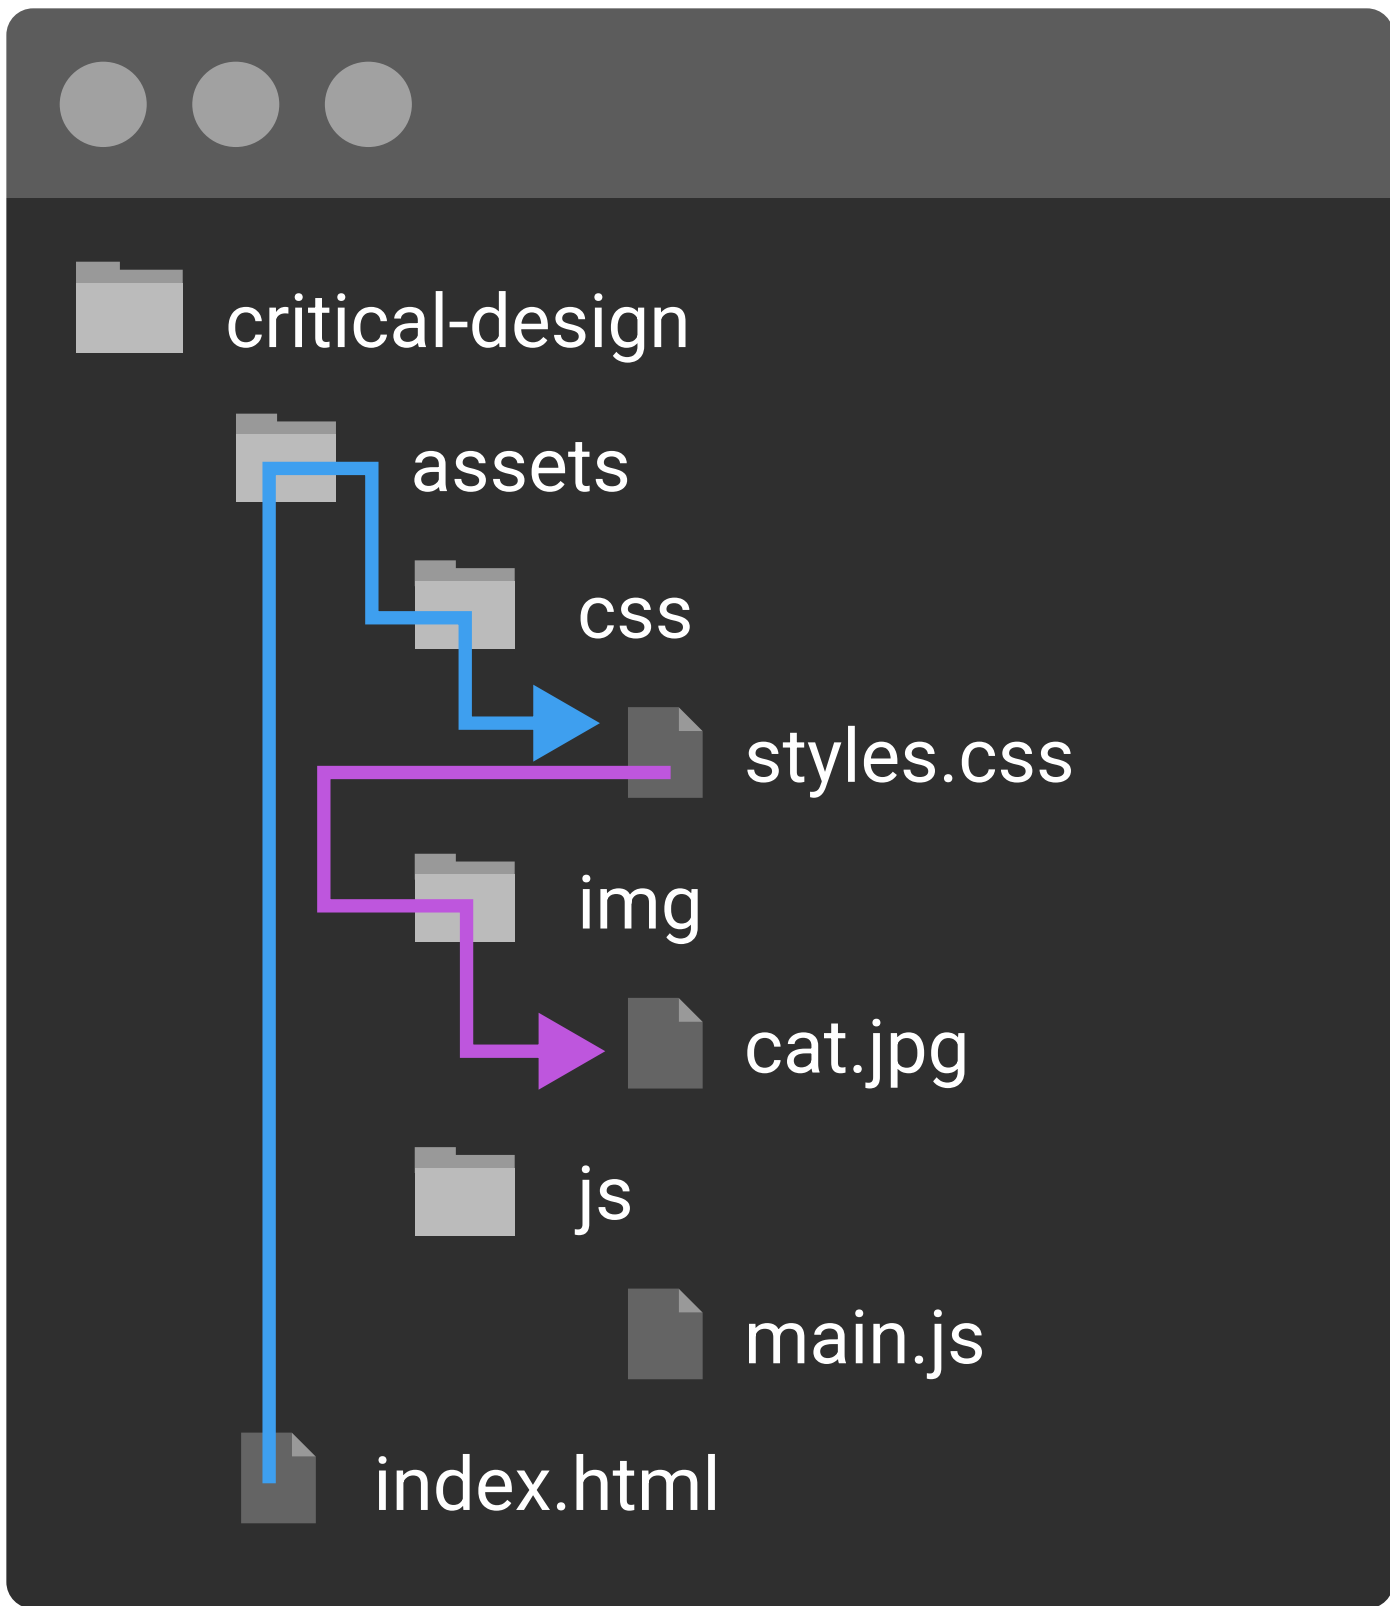 critical-design
assets
css
styles.css
img
cat.jpg
js
main.js
index.html